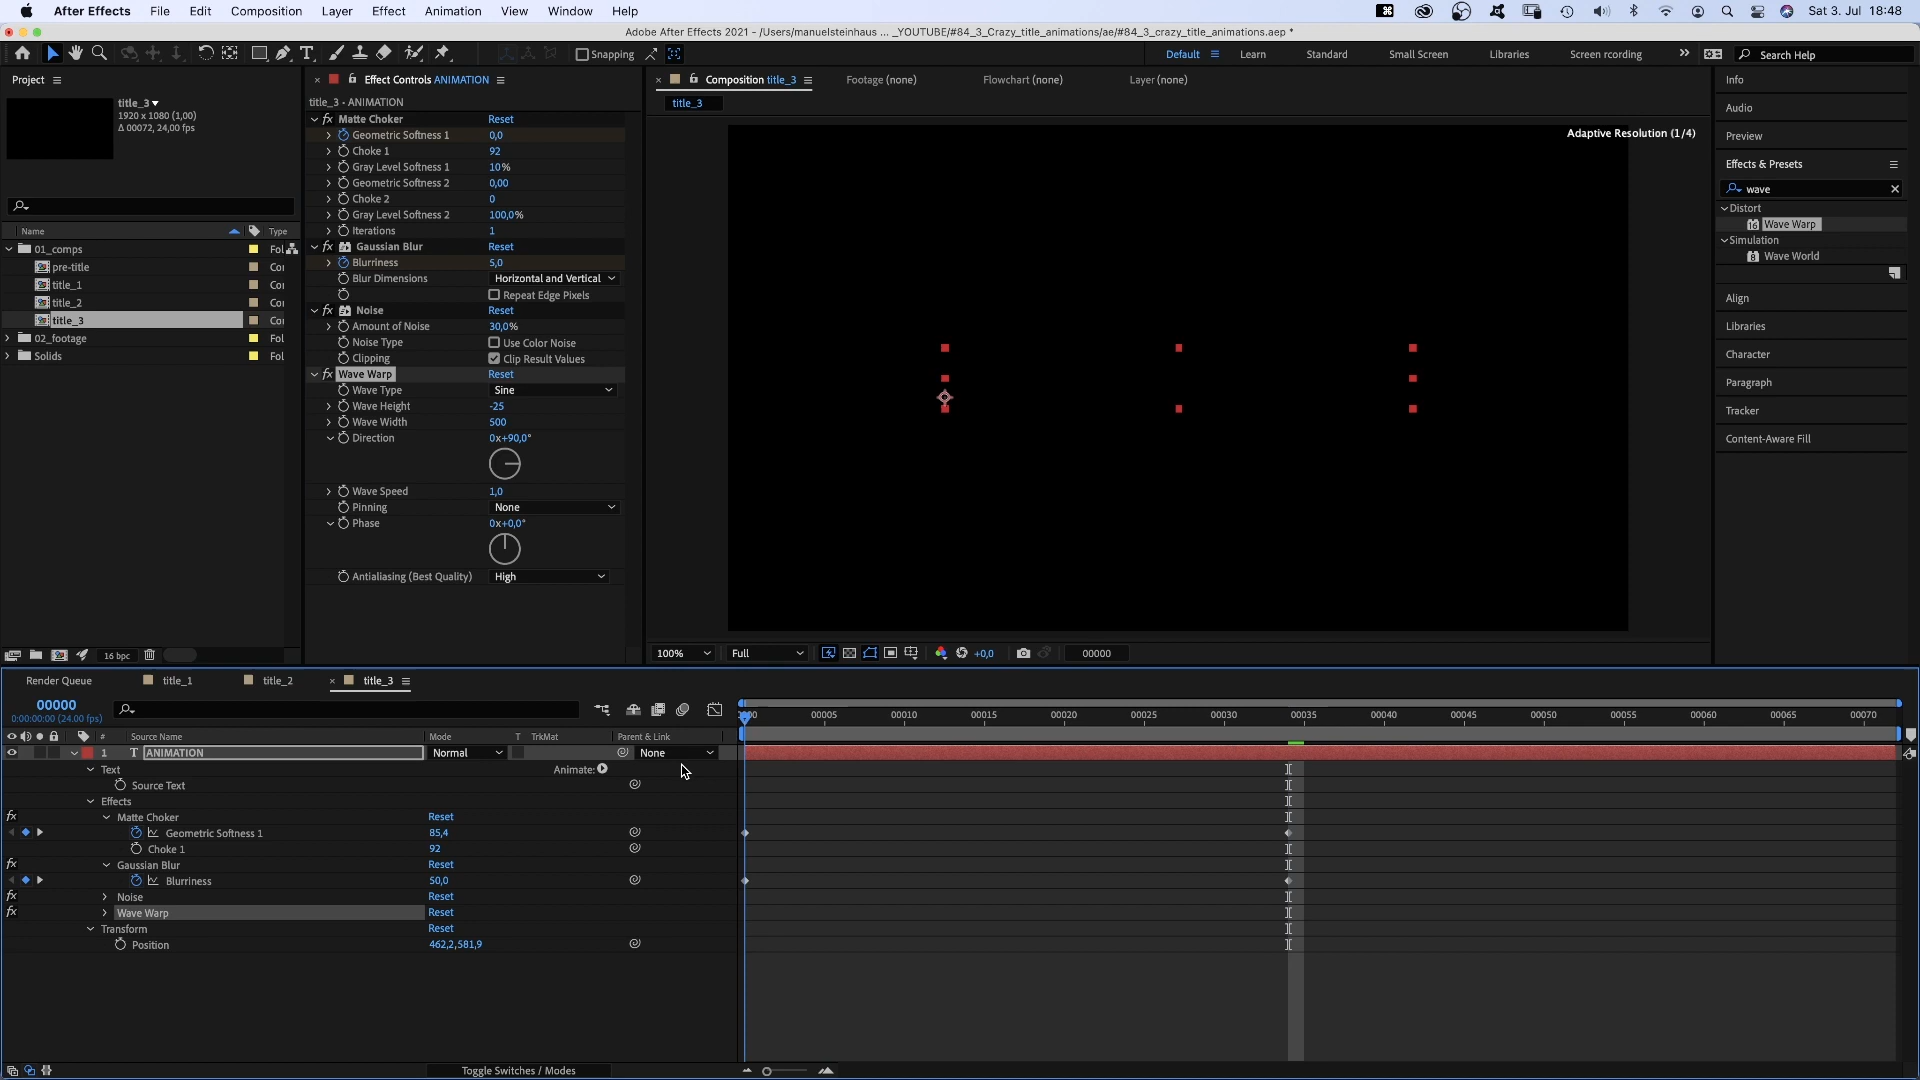 After Effects File Edit Composition Layer Effect Animation View Window Help Sat 3. Jul 18:48
Adobe After Effects 2021 - /Users/manuelsteinhaus ... _YOUTUBE/#84_3_Crazy_title_animations/ae/#84_3_crazy_title_animations.aep *
Snapping Default Learn Standard Small Screen Libraries Screen recording Search Help
Project
title_3
1920 x 1080 (1,00)
Δ 00072, 24,00 fps
Name Type
01_comps Fol
pre-title Cor
title_1 Cor
title_2 Cor
title_3 Cor
02_footage Fol
Solids Fol
16 bpc
Effect Controls ANIMATION
title_3 - ANIMATION
Matte Choker Reset
Geometric Softness 1 0,0
Choke 1 92
Gray Level Softness 1 10%
Geometric Softness 2 0,00
Choke 2 0
Gray Level Softness 2 100,0%
Iterations 1
Gaussian Blur Reset
Blurriness 5,0
Blur Dimensions Horizontal and Vertical
Repeat Edge Pixels
Noise Reset
Amount of Noise 30,0%
Noise Type Use Color Noise
Clipping Clip Result Values
Wave Warp Reset
Wave Type Sine
Wave Height -25
Wave Width 500
Direction 0x+90,0°
Wave Speed 1,0
Pinning None
Phase 0x+0,0°
Antialiasing (Best Quality) High
Composition title_3 Footage (none) Flowchart (none) Layer (none)
title_3
Adaptive Resolution (1/4)
100% Full +0,0 00000
Info
Audio
Preview
Effects & Presets
wave
Distort
Wave Warp
Simulation
Wave World
Align
Libraries
Character
Paragraph
Tracker
Content-Aware Fill
Render Queue title_1 title_2 title_3
00000
0:00:00:00 (24.00 fps)
00005 00010 00015 00020 00025 00030 00035 00040 00045 00050 00055 00060 00065 00070
# Source Name Mode T TrkMat Parent & Link
1 T ANIMATION Normal None
Text Animate:
Source Text
Effects
fx Matte Choker Reset
Geometric Softness 1 85,4
Choke 1 92
fx Gaussian Blur Reset
Blurriness 50,0
fx Noise Reset
fx Wave Warp Reset
Transform Reset
Position 462,2,581,9
Toggle Switches / Modes